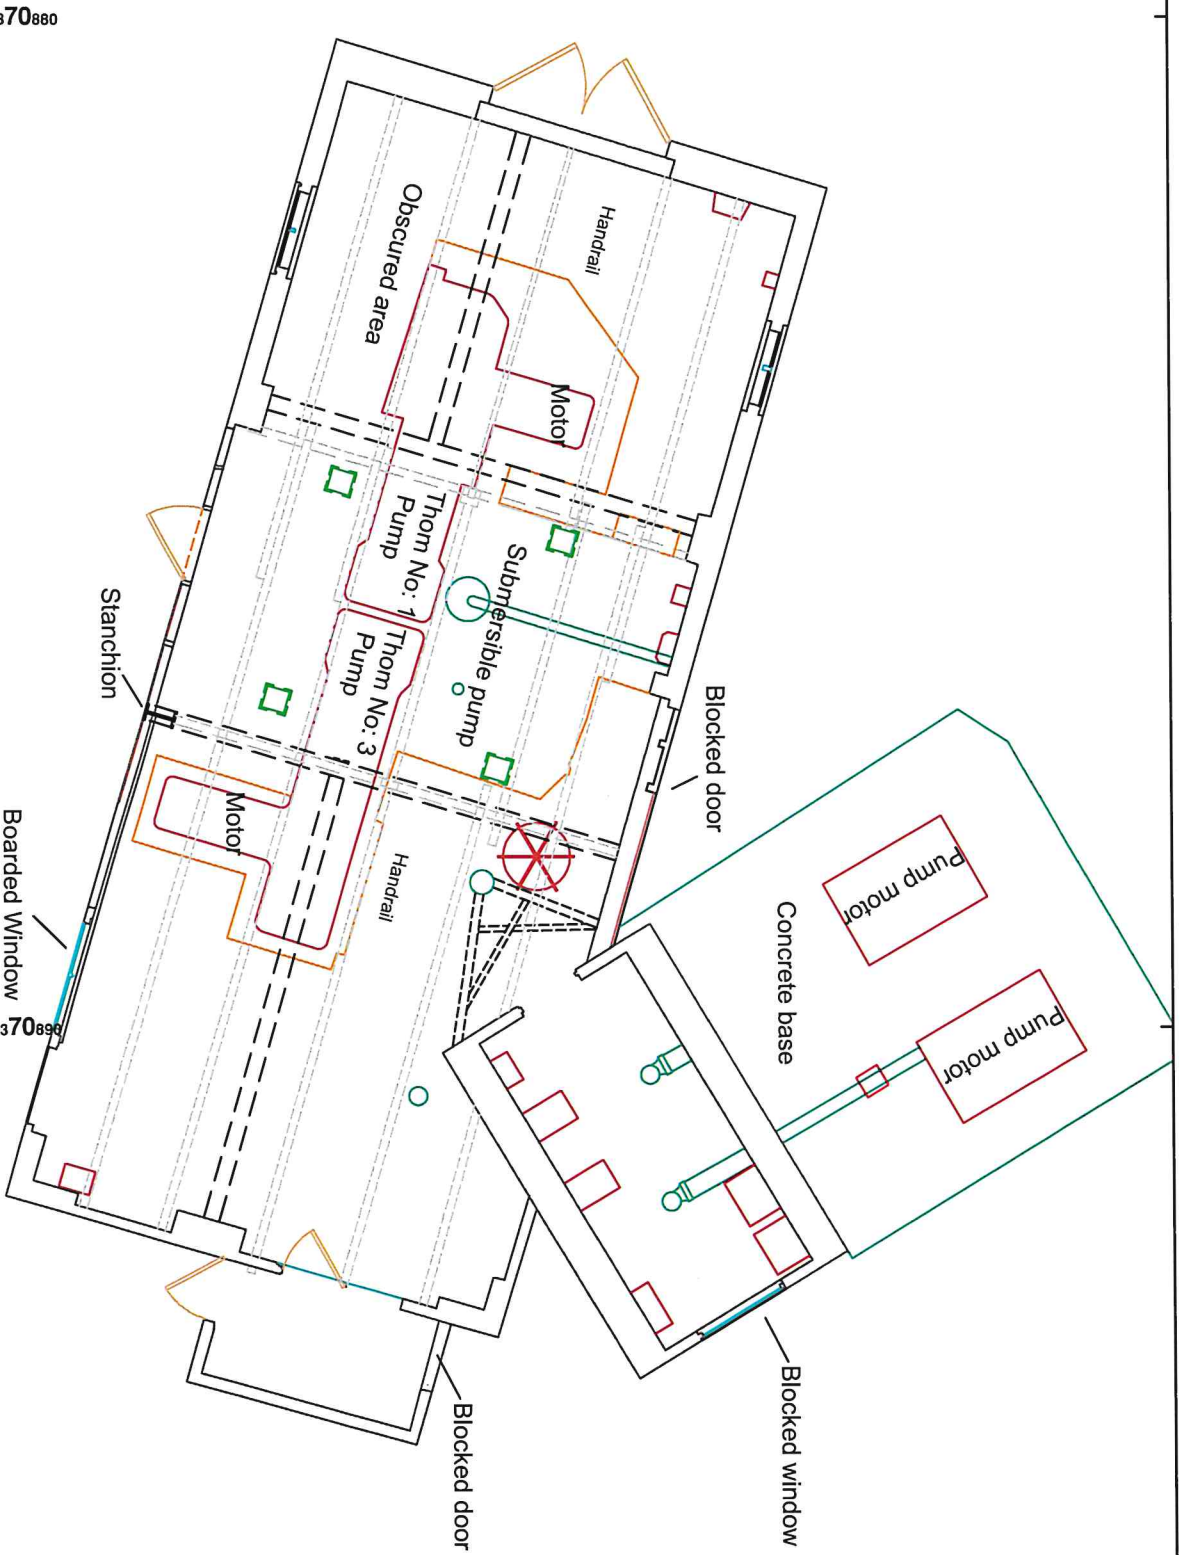 370880
Handrail
Obscured area
Motor
Thom No: 1
Pump
Submersible pump
Thom No: 3
Pump
Stanchion
Blocked door
Motor
Handrail
Boarded Window
Pump motor
Concrete base
Pump motor
370890
Blocked window
Blocked door